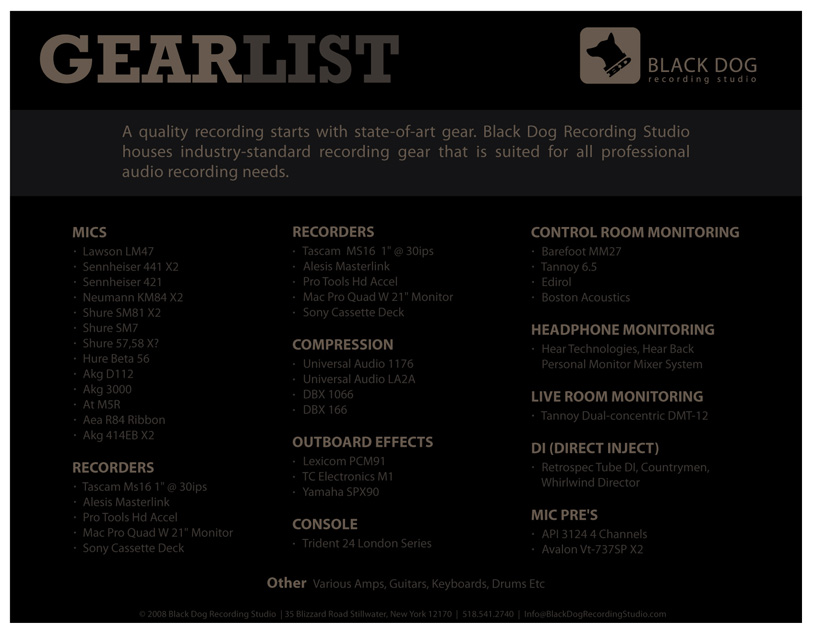 GEARLIST
BLACK DOG
recording studio
A quality recording starts with state-of-art gear. Black Dog Recording Studio
houses industry-standard recording gear that is suited for all professional
audio recording needs.
MICS
· Lawson LM47
· Sennheiser 441 X2
· Sennheiser 421
· Neumann KM84 X2
· Shure SM81 X2
· Shure SM7
· Shure 57,58 X?
· Hure Beta 56
· Akg D112
· Akg 3000
· At M5R
· Aea R84 Ribbon
· Akg 414EB X2
RECORDERS
· Tascam Ms16 1" @ 30ips
· Alesis Masterlink
· Pro Tools Hd Accel
· Mac Pro Quad W 21" Monitor
· Sony Cassette Deck
RECORDERS
· Tascam MS16 1" @ 30ips
· Alesis Masterlink
· Pro Tools Hd Accel
· Mac Pro Quad W 21" Monitor
· Sony Cassette Deck
COMPRESSION
· Universal Audio 1176
· Universal Audio LA2A
· DBX 1066
· DBX 166
OUTBOARD EFFECTS
· Lexicom PCM91
· TC Electronics M1
· Yamaha SPX90
CONSOLE
· Trident 24 London Series
CONTROL ROOM MONITORING
· Barefoot MM27
· Tannoy 6.5
· Edirol
· Boston Acoustics
HEADPHONE MONITORING
· Hear Technologies, Hear Back
Personal Monitor Mixer System
LIVE ROOM MONITORING
· Tannoy Dual-concentric DMT-12
DI (DIRECT INJECT)
· Retrospec Tube DI, Countrymen,
Whirlwind Director
MIC PRE'S
· API 3124 4 Channels
· Avalon Vt-737SP X2
Other Various Amps, Guitars, Keyboards, Drums Etc
© 2008 Black Dog Recording Studio | 35 Blizzard Road Stillwater, New York 12170 | 518.541.2740 | Info@BlackDogRecordingStudio.com